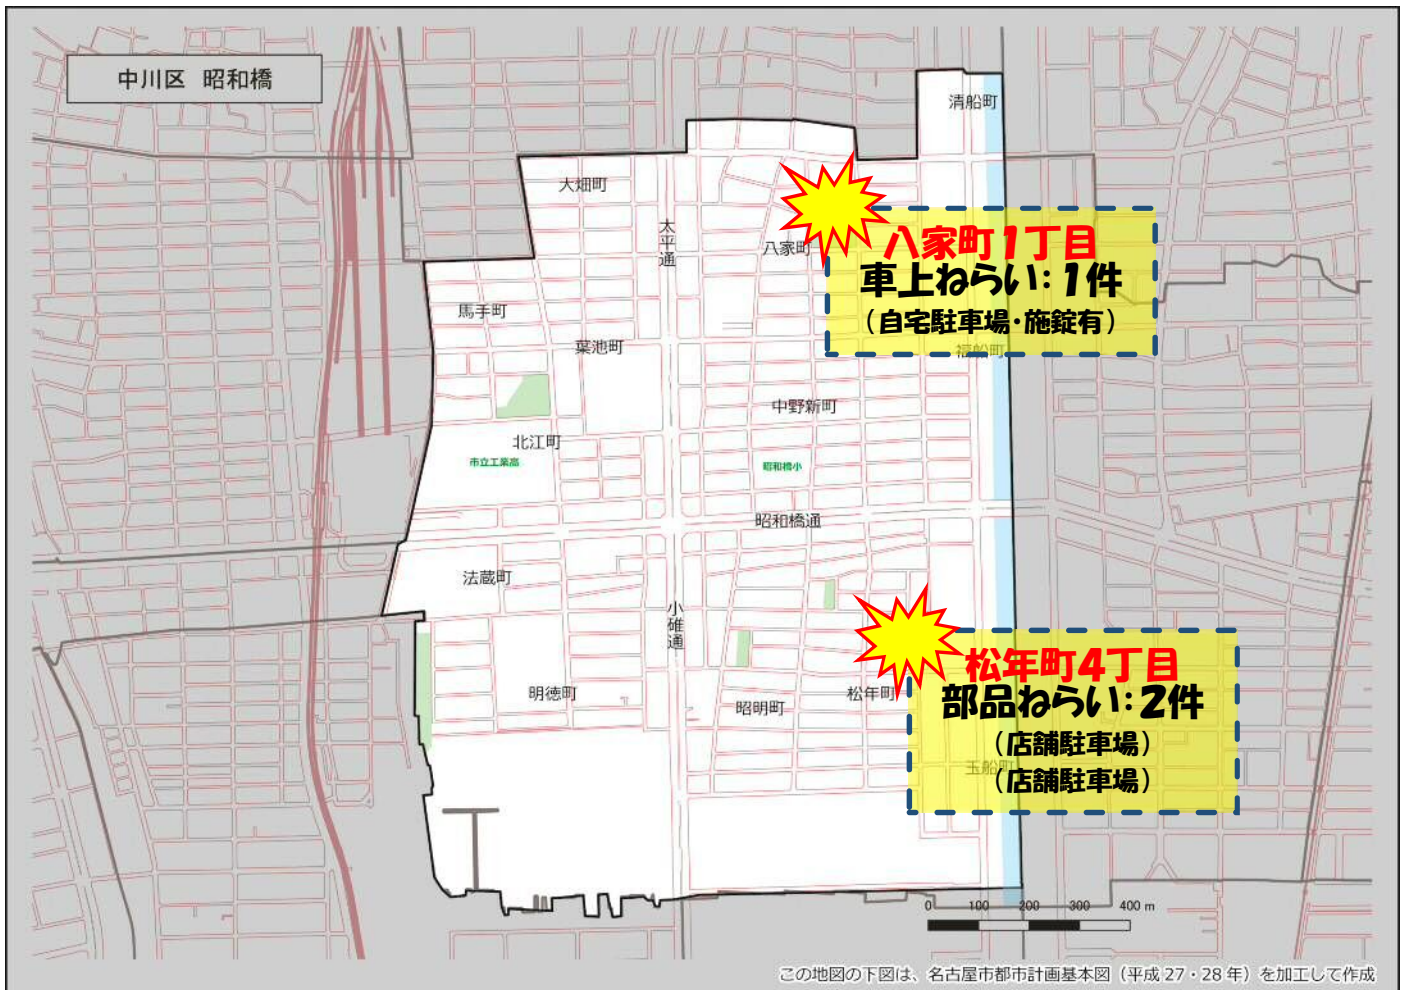 中川区 昭和橋
清船町
大畑町
太平通
八家町
八家町1丁目
車上ねらい:1件
(自宅駐車場・施錠有)
馬手町
葉池町
福船町
中野新町
北江町
市立工業高
昭和橋小
昭和橋通
法蔵町
小碓通
松年町4丁目
部品ねらい:2件
(店舗駐車場)
(店舗駐車場)
明徳町
昭明町
松年町
玉船町
0 100 200 300 400 m
この地図の下図は、名古屋市都市計画基本図(平成27・28年)を加工して作成